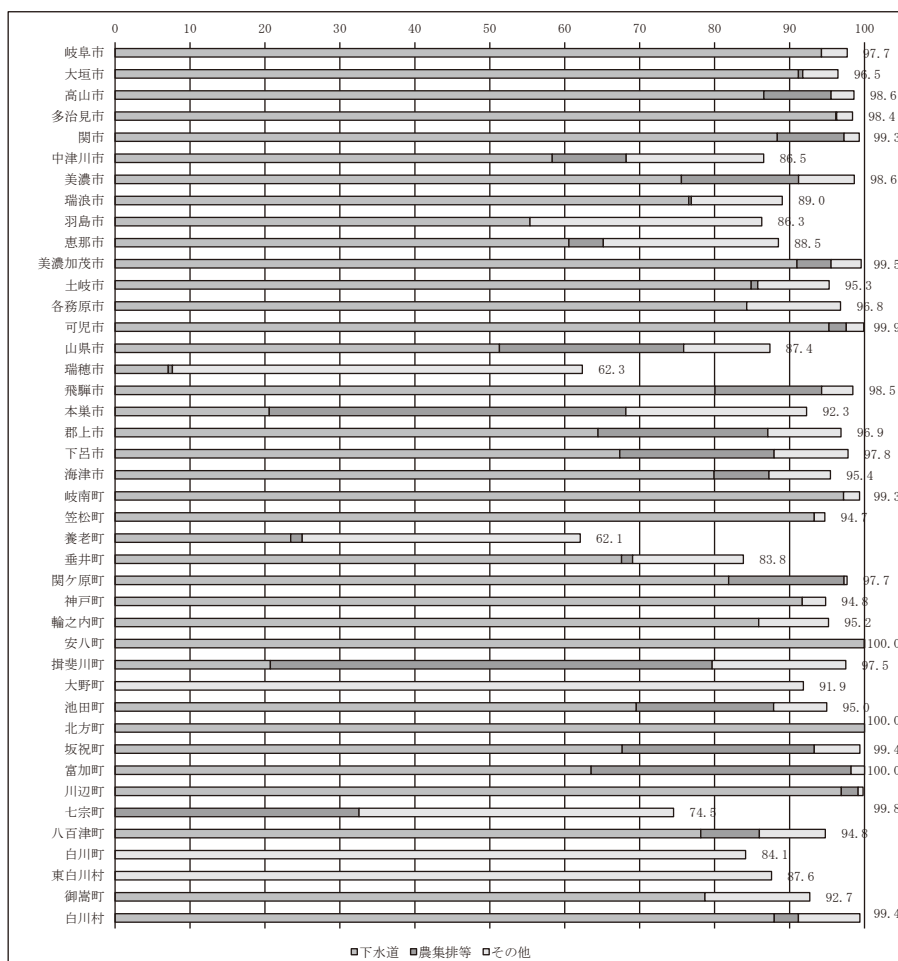 0 10 20 30 40 50 60 70 80 90 100
岐阜市 97.7
大垣市 96.5
高山市 98.6
多治見市 98.4
関市 99.3
中津川市 86.5
美濃市 98.6
瑞浪市 89.0
羽島市 86.3
恵那市 88.5
美濃加茂市 99.5
土岐市 95.3
各務原市 96.8
可児市 99.9
山県市 87.4
瑞穂市 62.3
飛騨市 98.5
本巣市 92.3
郡上市 96.9
下呂市 97.8
海津市 95.4
岐南町 99.3
笠松町 94.7
養老町 62.1
垂井町 83.8
関ケ原町 97.7
神戸町 94.8
輪之内町 95.2
安八町 100.0
揖斐川町 97.5
大野町 91.9
池田町 95.0
北方町 100.0
坂祝町 99.4
富加町 100.0
川辺町 99.8
七宗町 74.5
八百津町 94.8
白川町 84.1
東白川村 87.6
御嵩町 92.7
白川村 99.4
下水道 農集排等 その他